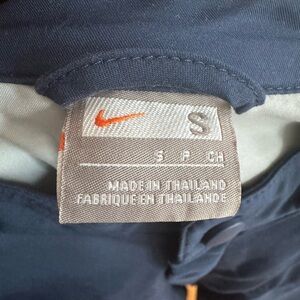 S
S P CH
MADE IN THAILAND
FABRIQUE EN THAILANDE